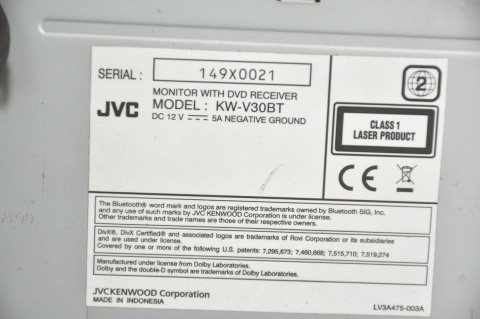 SERIAL : 149X0021
2
MONITOR WITH DVD RECEIVER
JVC MODEL : KW-V30BT
DC 12 V 5A NEGATIVE GROUND
CLASS 1
LASER PRODUCT
CE
The Bluetooth® word mark and logos are registered trademarks owned by Bluetooth SIG, Inc.
and any use of such marks by JVC KENWOOD Corporation is under license.
Other trademarks and trade names are those of their respective owners.
DivX®, DivX Certified® and associated logos are trademarks of Rovi Corporation or its subsidiaries
and are used under license.
Covered by one or more of the following U.S. patents: 7,295,673; 7,460,668; 7,515,710; 7,519,274
Manufactured under license from Dolby Laboratories.
Dolby and the double-D symbol are trademarks of Dolby Laboratories.
JVCKENWOOD Corporation
MADE IN INDONESIA
LV3A475-003A